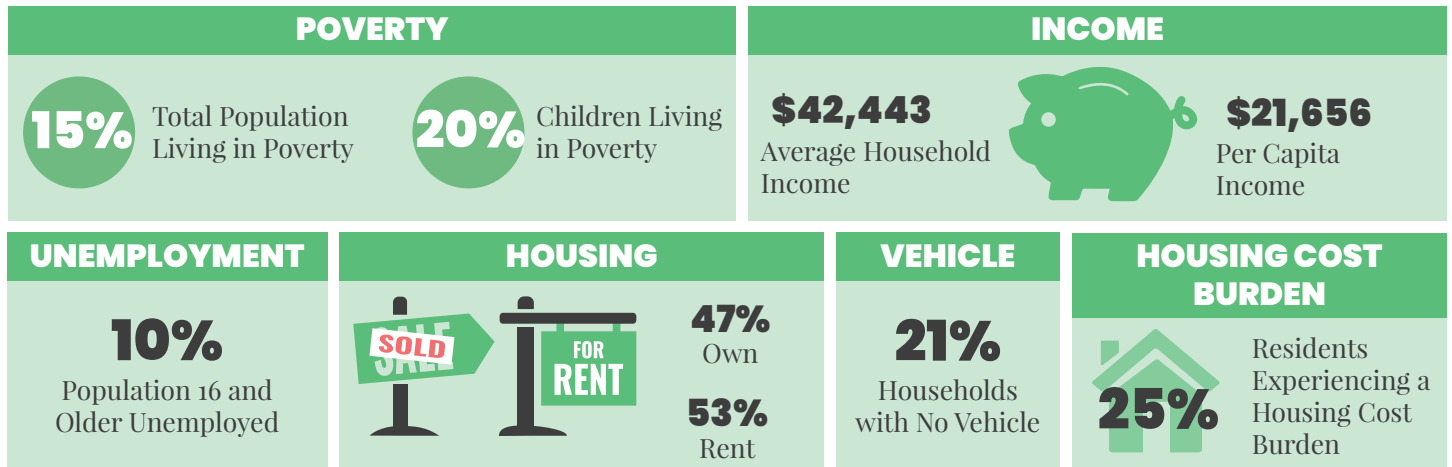 POVERTY
15%
Total Population
Living in Poverty
20%
Children Living
in Poverty
INCOME
$42,443
Average Household
Income
$21,656
Per Capita
Income
UNEMPLOYMENT
10%
Population 16 and
Older Unemployed
HOUSING
SALE
SOLD
FOR
RENT
47%
Own
53%
Rent
VEHICLE
21%
Households
with No Vehicle
HOUSING COST
BURDEN
25%
Residents
Experiencing a
Housing Cost
Burden